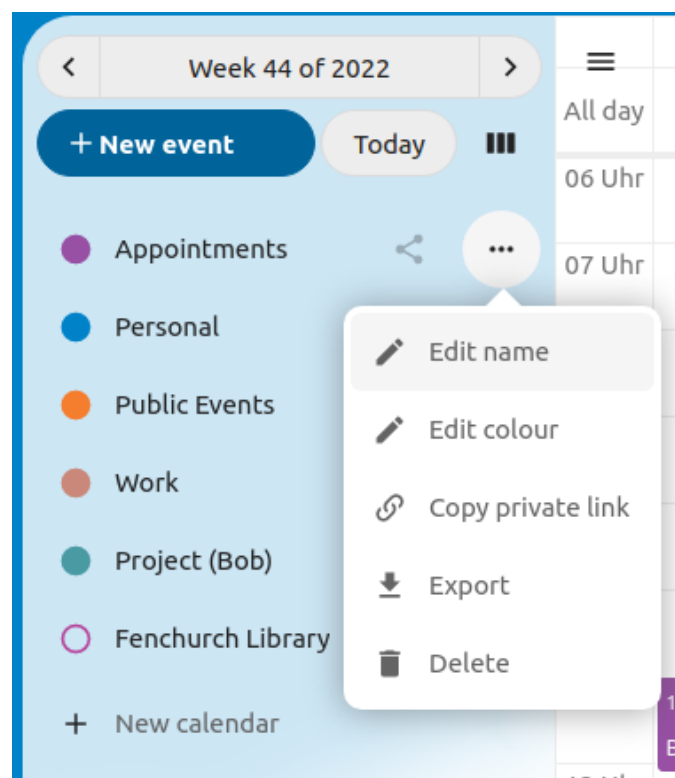 Week 44 of 2022
All day
+ New event
Today
06 Uhr
Appointments
07 Uhr
Personal
Edit name
Public Events
Edit colour
Work
Copy private link
Project (Bob)
Export
Fenchurch Library
Delete
+ New calendar